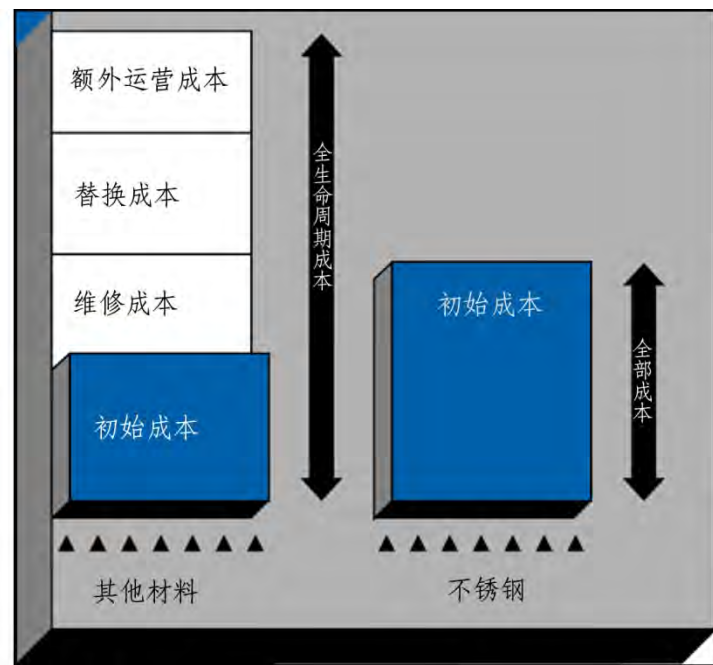 额外运营成本
替换成本
维修成本
初始成本
全生命周期成本
初始成本
全部成本
其他材料
不锈钢